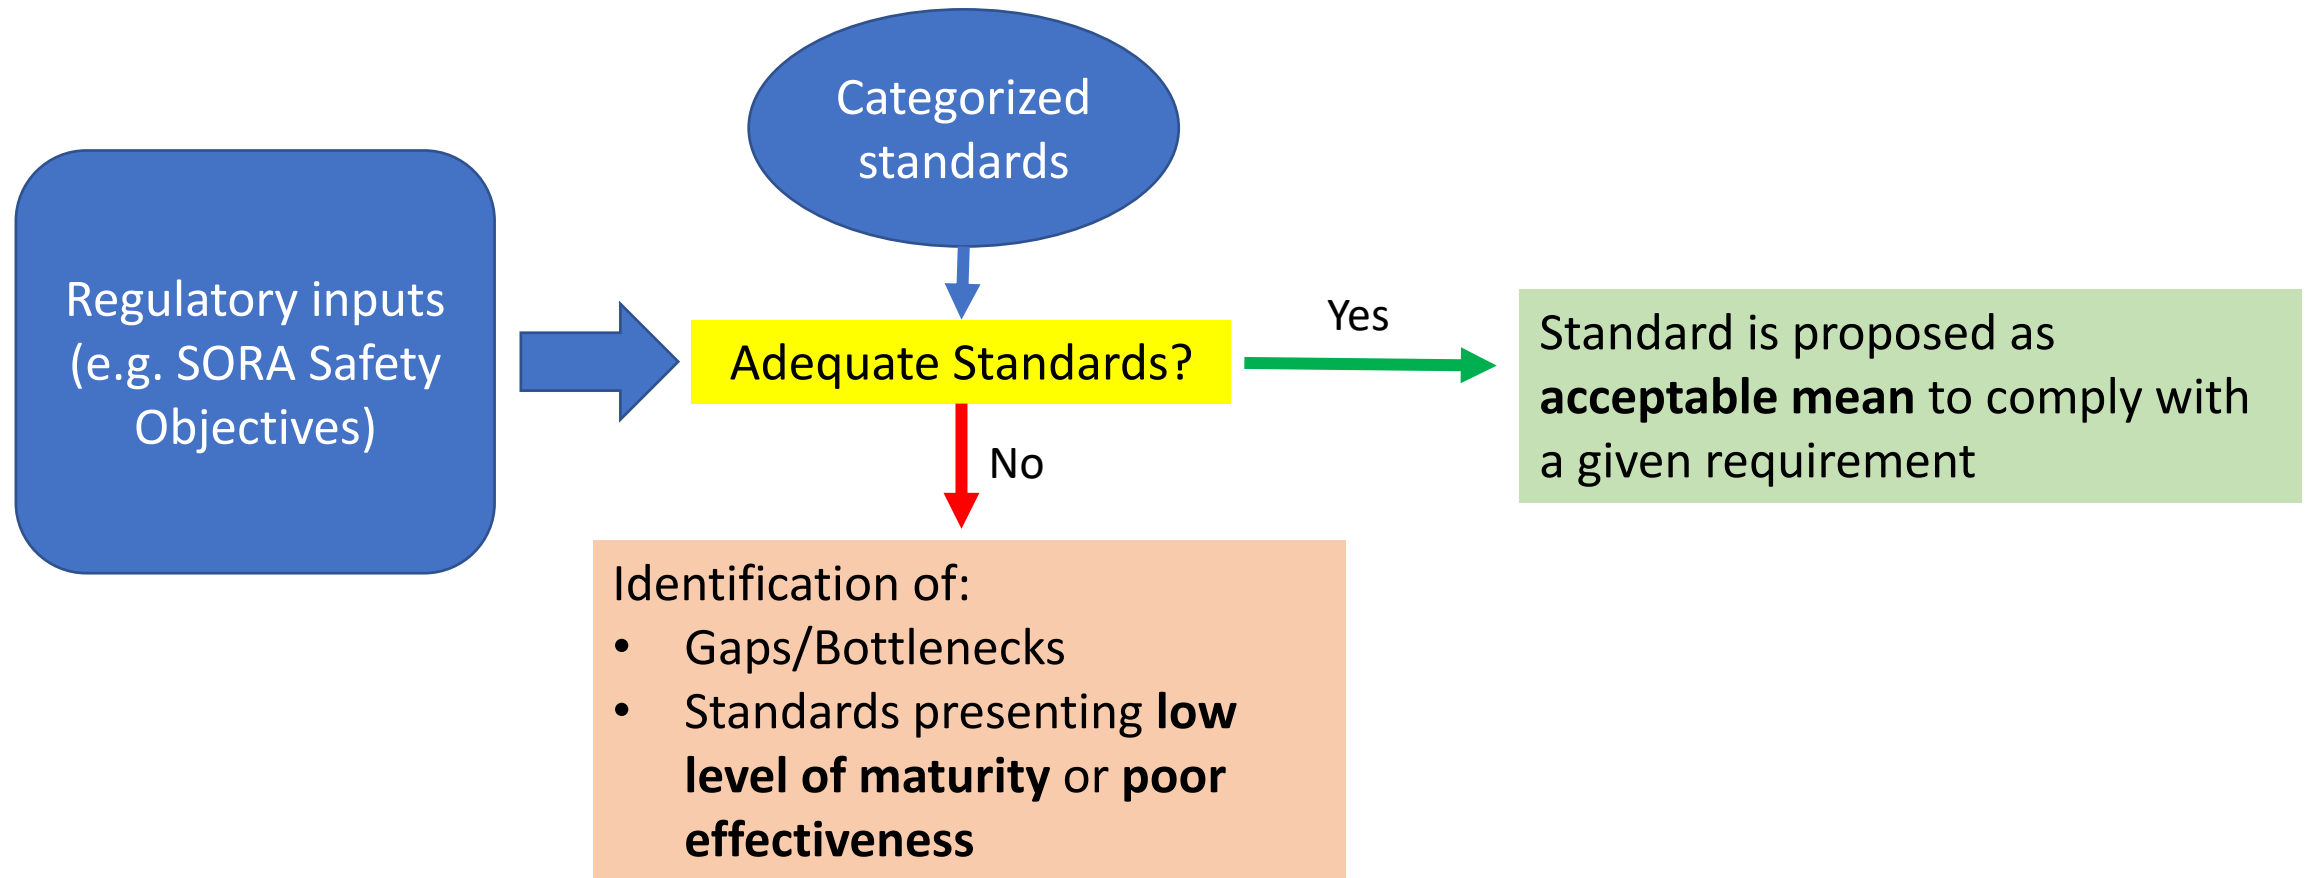 Categorized
standards
Regulatory inputs
(e.g. SORA Safety
Objectives)
Adequate Standards?
Yes
Standard is proposed as
acceptable mean to comply with
a given requirement
No
Identification of:
• Gaps/Bottlenecks
• Standards presenting low
level of maturity or poor
effectiveness